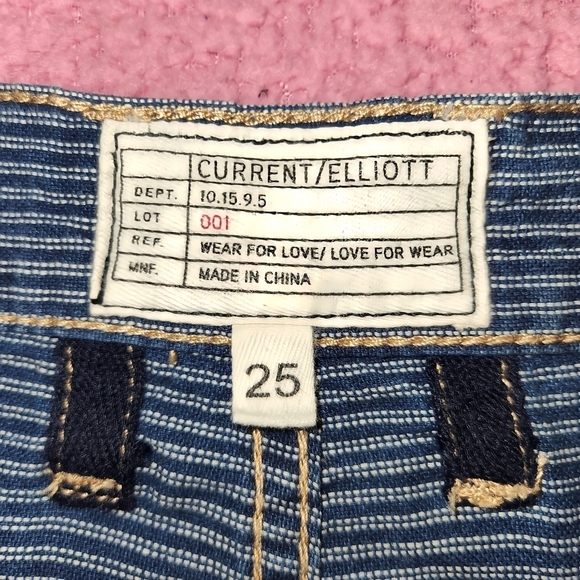 CURRENT/ELLIOTT
DEPT. 10.15.9.5
LOT 001
REF. WEAR FOR LOVE/ LOVE FOR WEAR
MNF. MADE IN CHINA
25